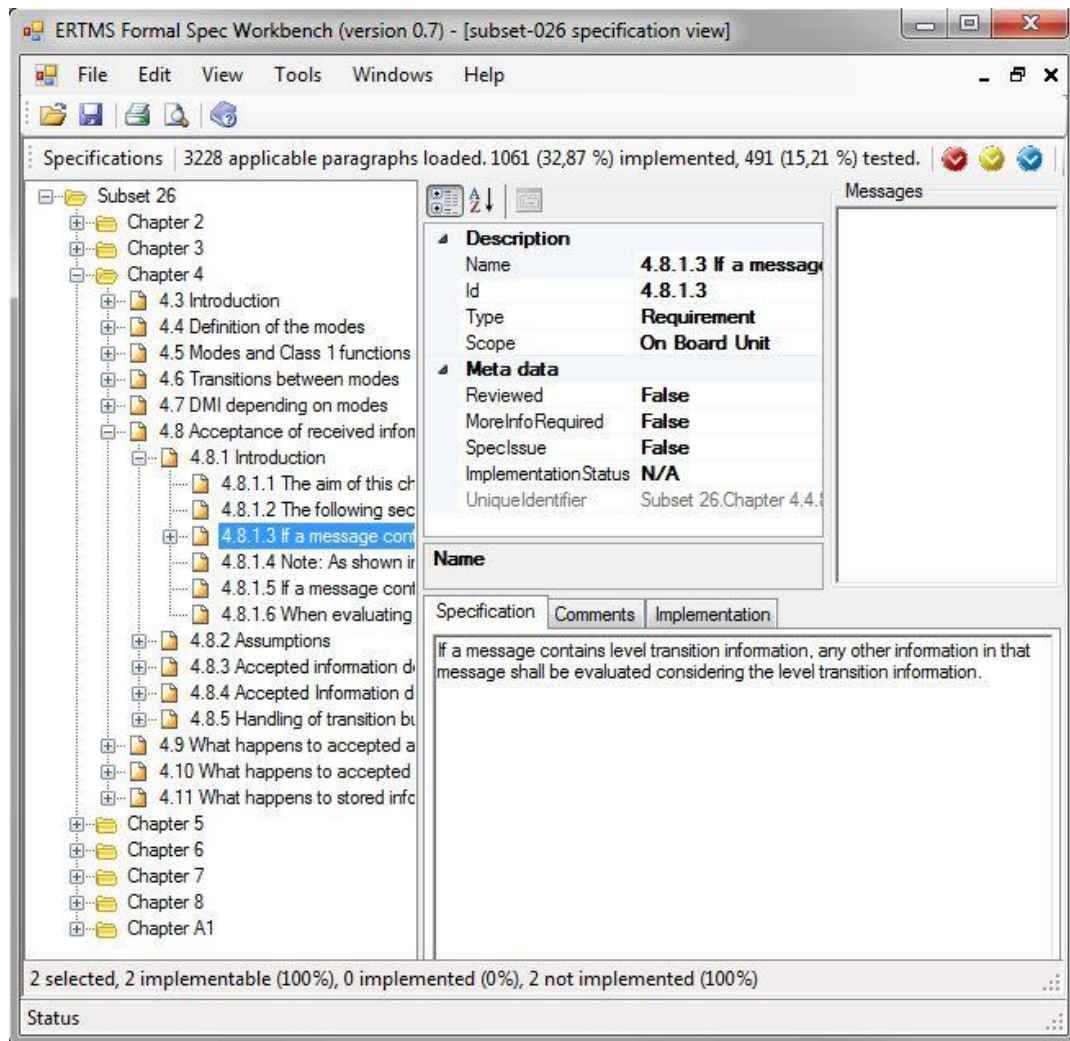 ERTMS Formal Spec Workbench (version 0.7) - [subset-026 specification view]
File Edit View Tools Windows Help
Specifications 3228 applicable paragraphs loaded. 1061 (32,87 %) implemented, 491 (15,21 %) tested.
Subset 26
Chapter 2
Chapter 3
Chapter 4
4.3 Introduction
4.4 Definition of the modes
4.5 Modes and Class 1 functions
4.6 Transitions between modes
4.7 DMI depending on modes
4.8 Acceptance of received infor
4.8.1 Introduction
4.8.1.1 The aim of this ch
4.8.1.2 The following sec
4.8.1.3 If a message cont
4.8.1.4 Note: As shown in
4.8.1.5 If a message cont
4.8.1.6 When evaluating
4.8.2 Assumptions
4.8.3 Accepted information de
4.8.4 Accepted Information d
4.8.5 Handling of transition bu
4.9 What happens to accepted a
4.10 What happens to accepted
4.11 What happens to stored info
Chapter 5
Chapter 6
Chapter 7
Chapter 8
Chapter A1
Description
Name 4.8.1.3 If a message
Id 4.8.1.3
Type Requirement
Scope On Board Unit
Meta data
Reviewed False
MoreInfoRequired False
SpecIssue False
ImplementationStatus N/A
UniqueIdentifier Subset 26.Chapter 4.4.8
Name
Messages
Specification Comments Implementation
If a message contains level transition information, any other information in that
message shall be evaluated considering the level transition information.
2 selected, 2 implementable (100%), 0 implemented (0%), 2 not implemented (100%)
Status